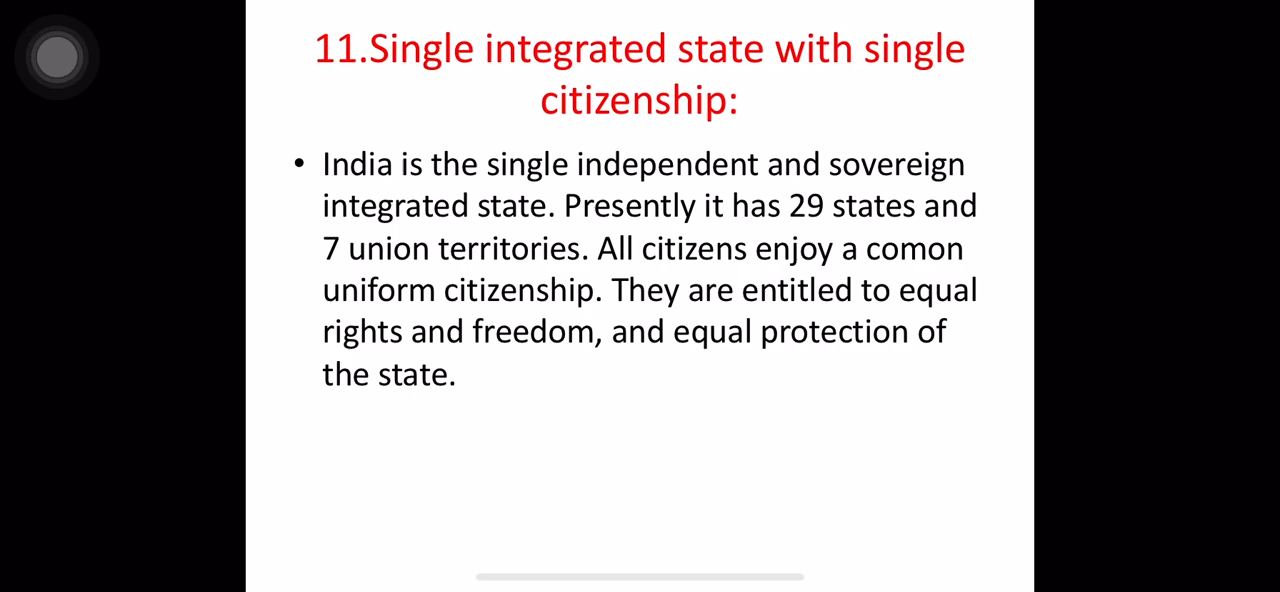 11.Single integrated state with single
citizenship:
• India is the single independent and sovereign
integrated state. Presently it has 29 states and
7 union territories. All citizens enjoy a comon
uniform citizenship. They are entitled to equal
rights and freedom, and equal protection of
the state.